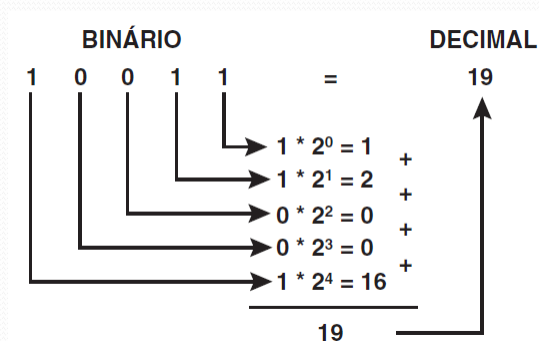 BINÁRIO DECIMAL
1 0 0 1 1 = 19
1 * 2⁰ = 1
+
1 * 2¹ = 2
+
0 * 2² = 0
+
0 * 2³ = 0
+
1 * 2⁴ = 16
19